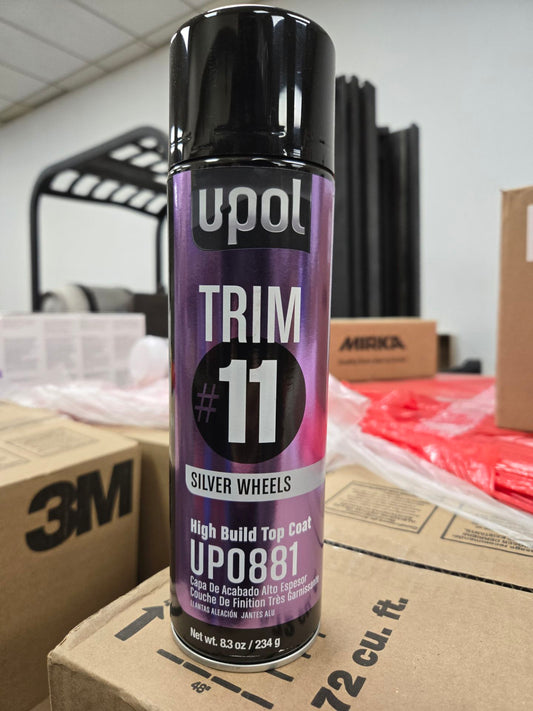 upol
TRIM
#11
SILVER WHEELS
High Build Top Coat
UP0881
Capa De Acabado Alto Espesor
Couche De Finition Très Garnissante
LLANTAS ALEACIÓN JANTES ALU
Net wt. 8.3 oz / 234 g
MIRKA
3M
48"
72 cu. ft.